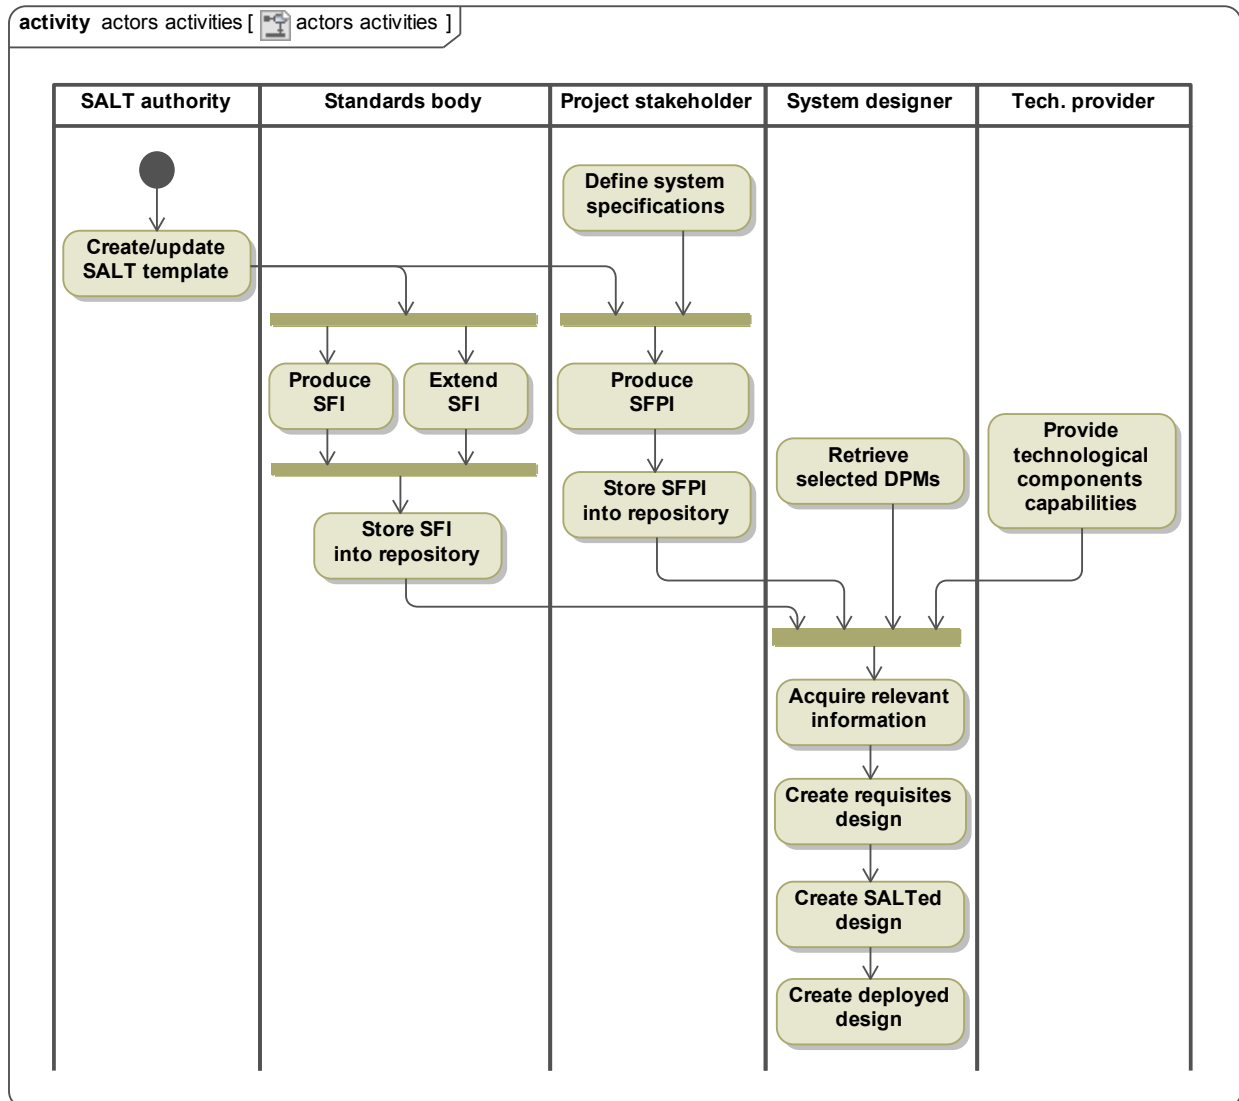 activity actors activities [ actors activities ]
SALT authority
Standards body
Project stakeholder
System designer
Tech. provider
Define system
specifications
Create/update
SALT template
Produce
SFI
Extend
SFI
Produce
SFPI
Retrieve
selected DPMs
Provide
technological
components
capabilities
Store SFPI
into repository
Store SFI
into repository
Acquire relevant
information
Create requisites
design
Create SALTed
design
Create deployed
design